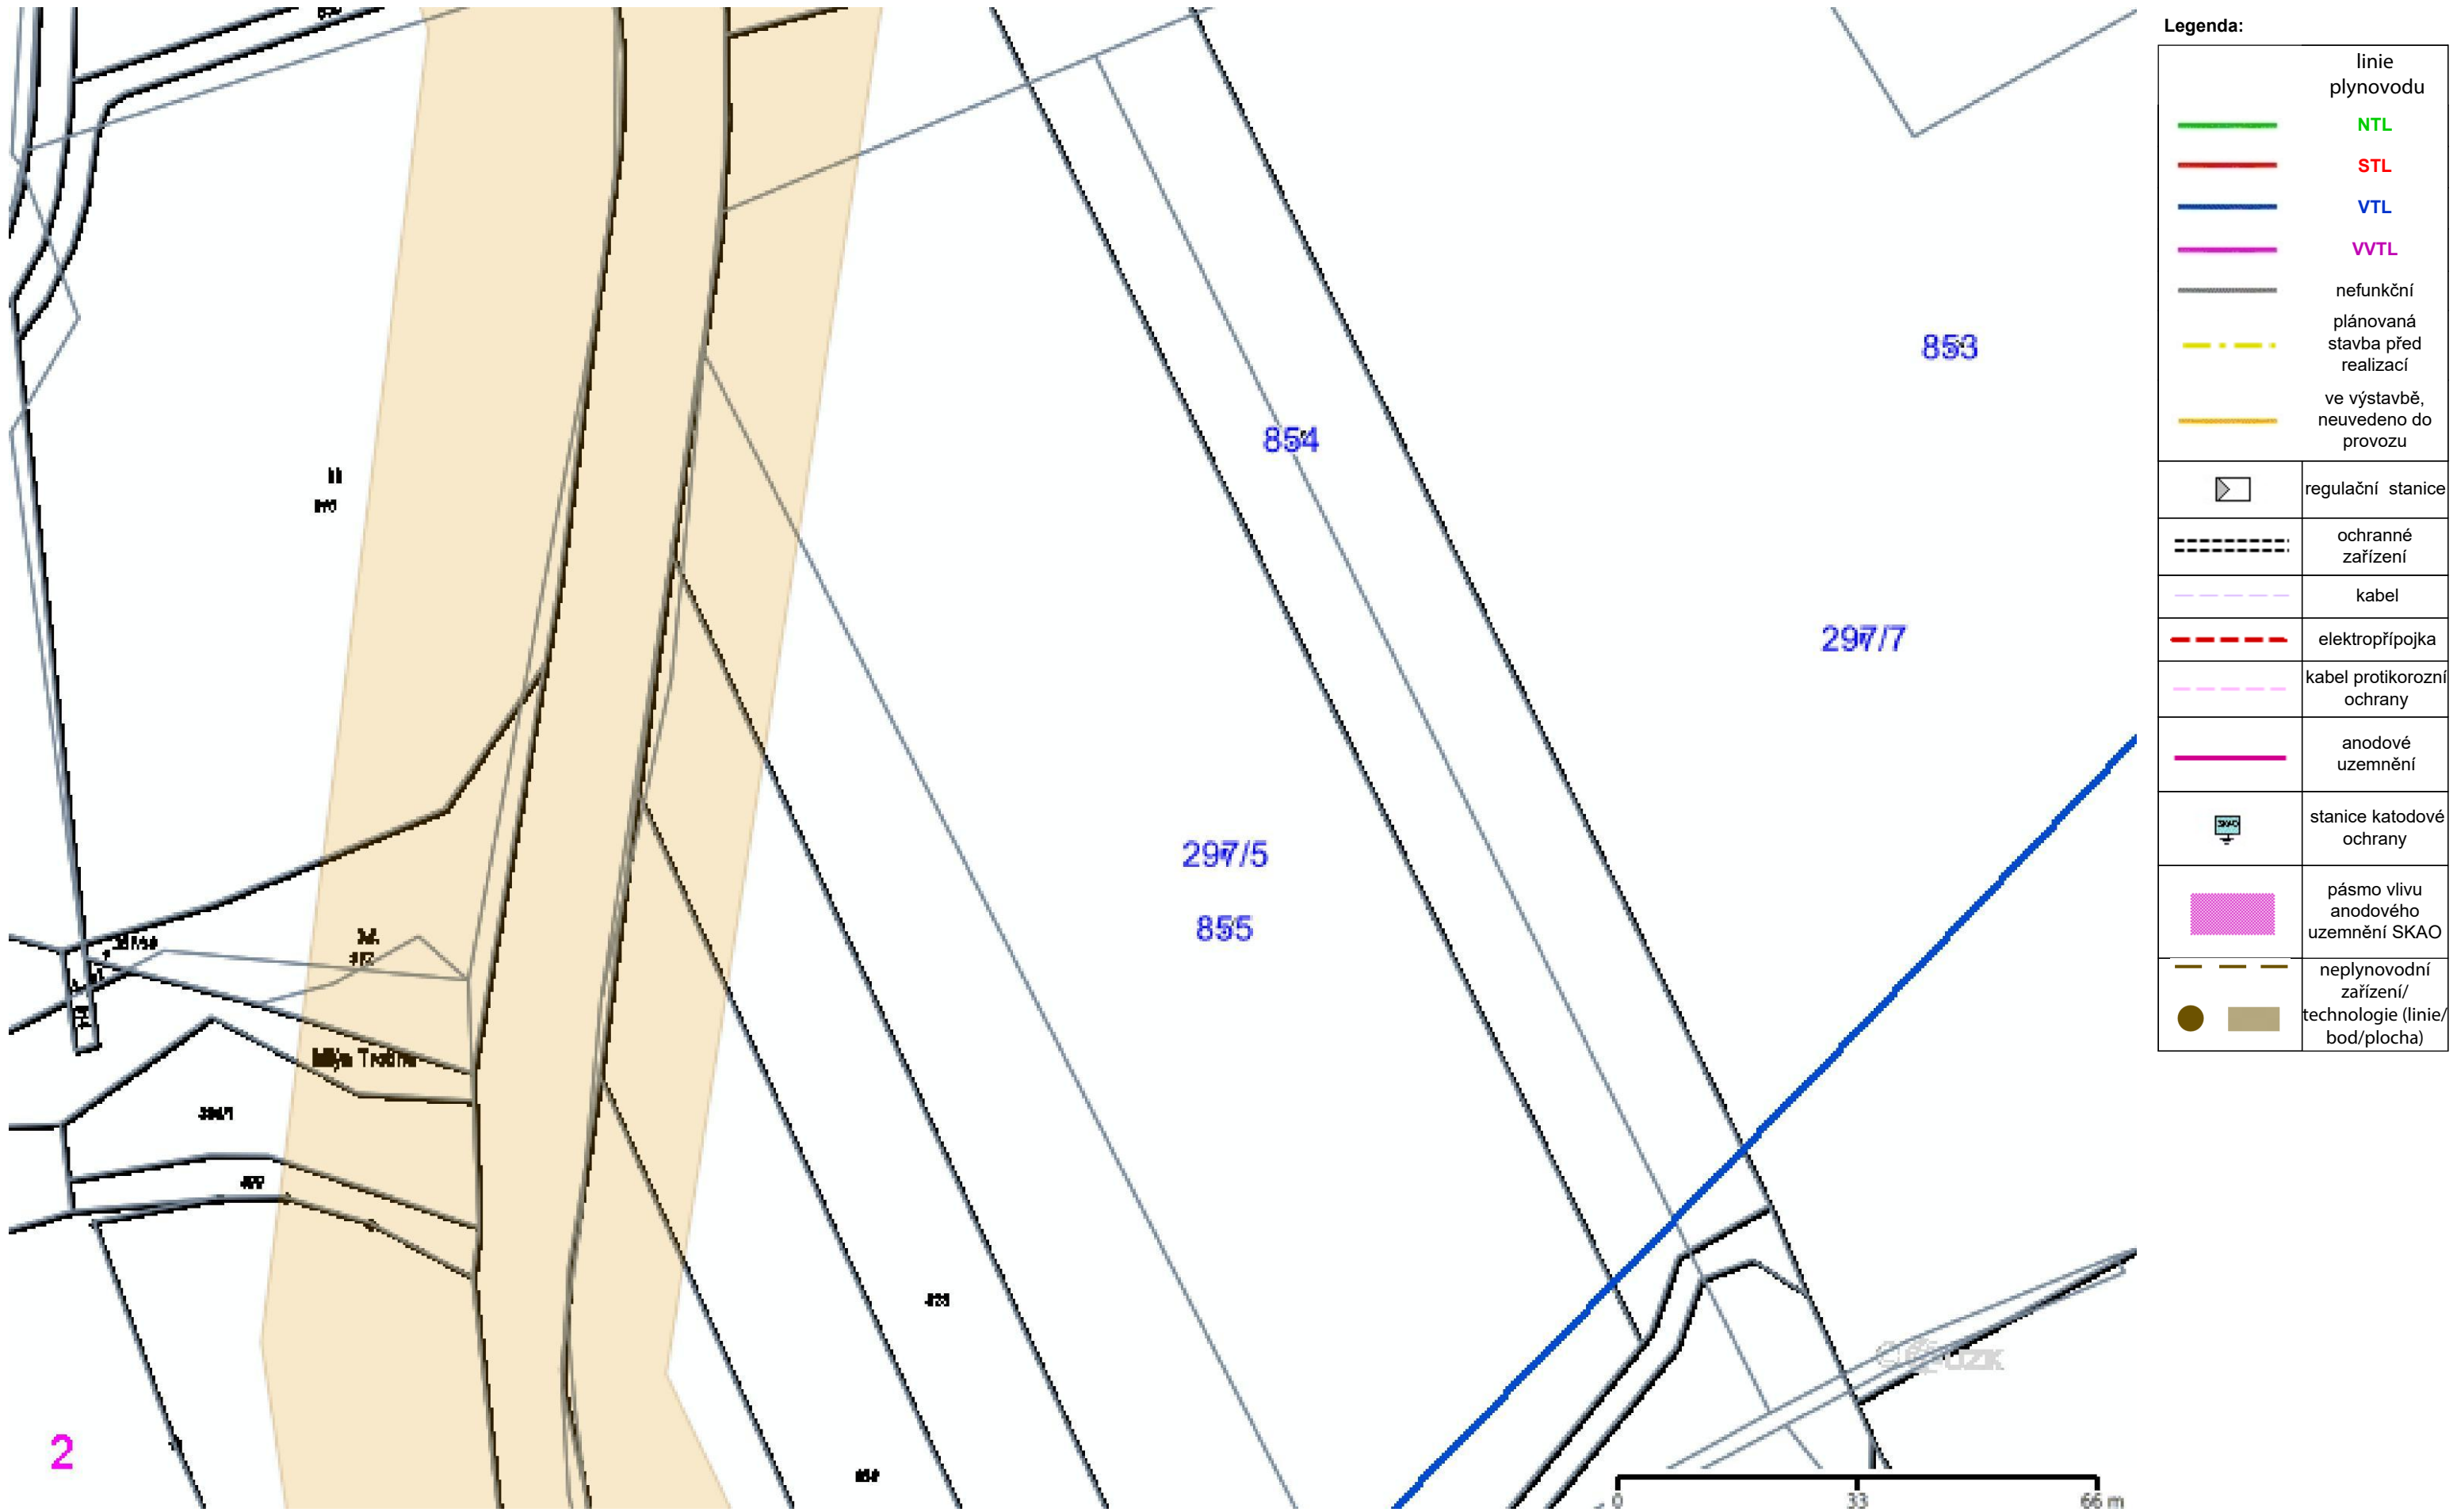 Legenda:
linie
plynovodu
NTL
STL
VTL
VVTL
nefunkční
plánovaná
stavba před
realizací
ve výstavbě,
neuvedeno do
provozu
regulační stanice
ochranné
zařízení
kabel
elektropřípojka
kabel protikorozní
ochrany
anodové
uzemnění
SKAO
stanice katodové
ochrany
pásmo vlivu
anodového
uzemnění SKAO
neplynovodní
zařízení/
technologie (linie/
bod/plocha)
853
854
297/7
297/5
855
2
0 33 66 m